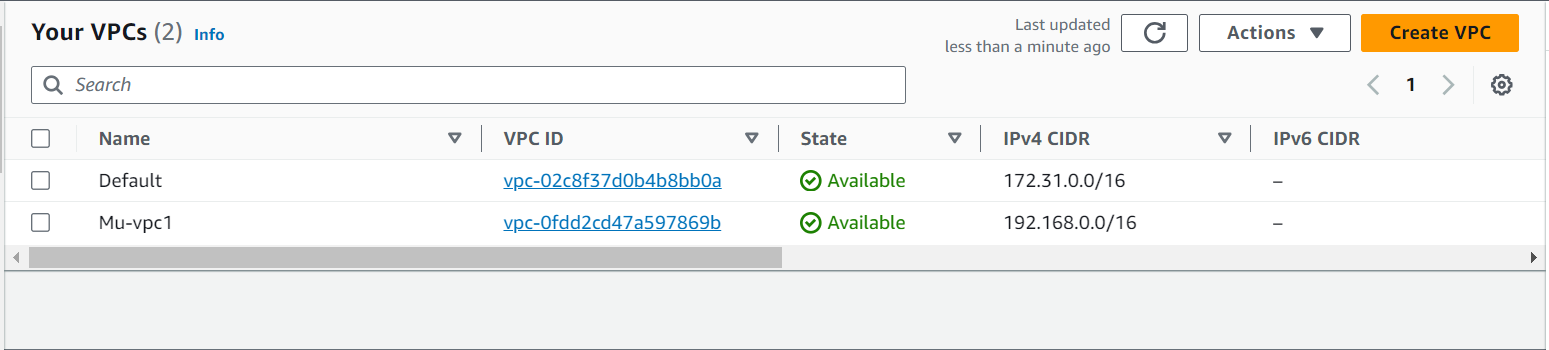 Your VPCs (2) Info
Last updated
less than a minute ago
Actions
Create VPC
Search
1
Name VPC ID State IPv4 CIDR IPv6 CIDR
Default vpc-02c8f37d0b4b8bb0a Available 172.31.0.0/16 –
Mu-vpc1 vpc-0fdd2cd47a597869b Available 192.168.0.0/16 –